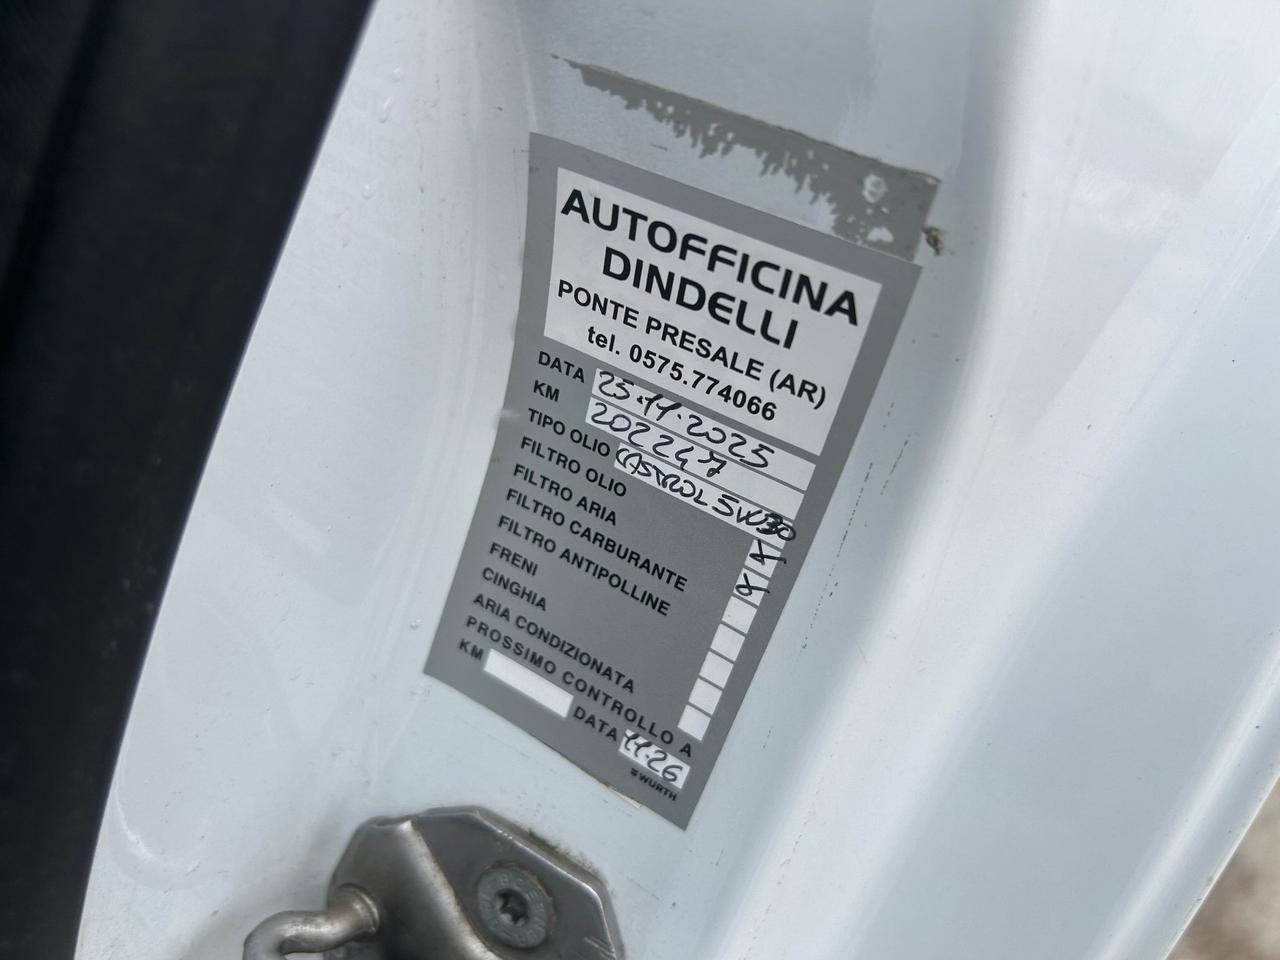 AUTOFFICINA
DINDELLI
PONTE PRESALE (AR)
tel. 0575.774066
DATA 25.11.2025
KM 202247
TIPO OLIO CASTROL 5W30
FILTRO OLIO X
FILTRO ARIA X
FILTRO CARBURANTE
FILTRO ANTIPOLLINE
FRENI
CINGHIA
ARIA CONDIZIONATA
PROSSIMO CONTROLLO A
KM DATA 11.26
WÜRTH